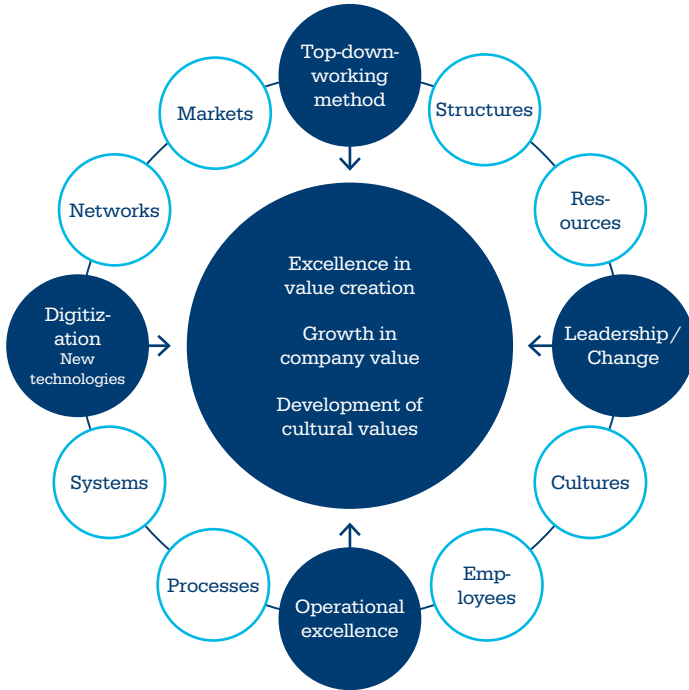 Top-down-
working
method
Markets
Structures
Networks
Res-
ources
Excellence in
value creation
Growth in
company value
Development of
cultural values
Digitiz-
ation
New
technologies
Leadership/
Change
Systems
Cultures
Processes
Emp-
loyees
Operational
excellence